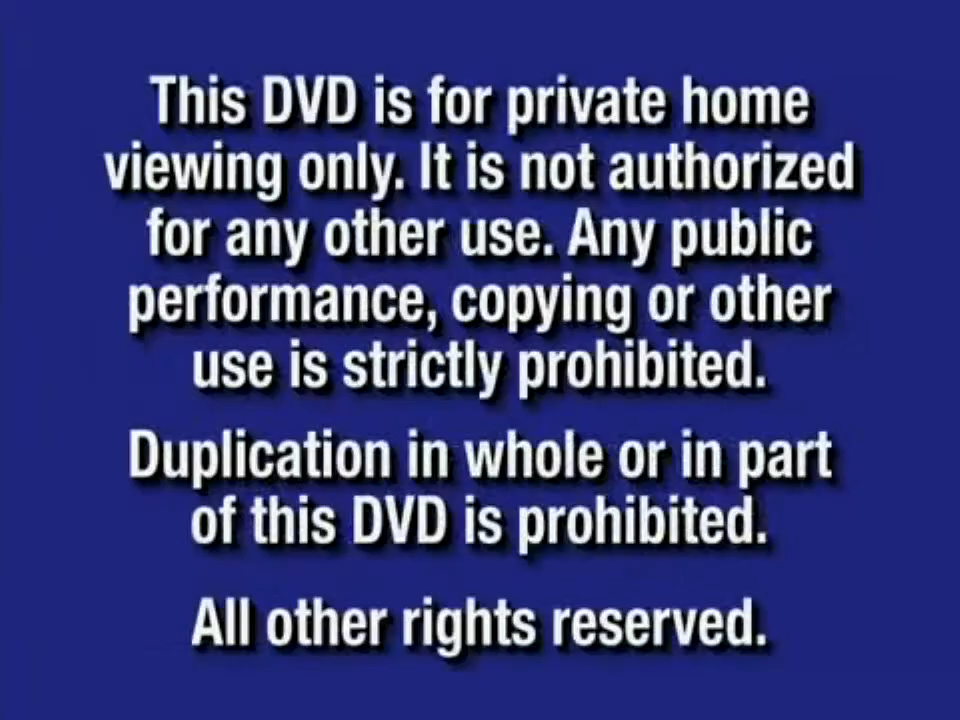 This DVD is for private home
viewing only. It is not authorized
for any other use. Any public
performance, copying or other
use is strictly prohibited.
Duplication in whole or in part
of this DVD is prohibited.
All other rights reserved.